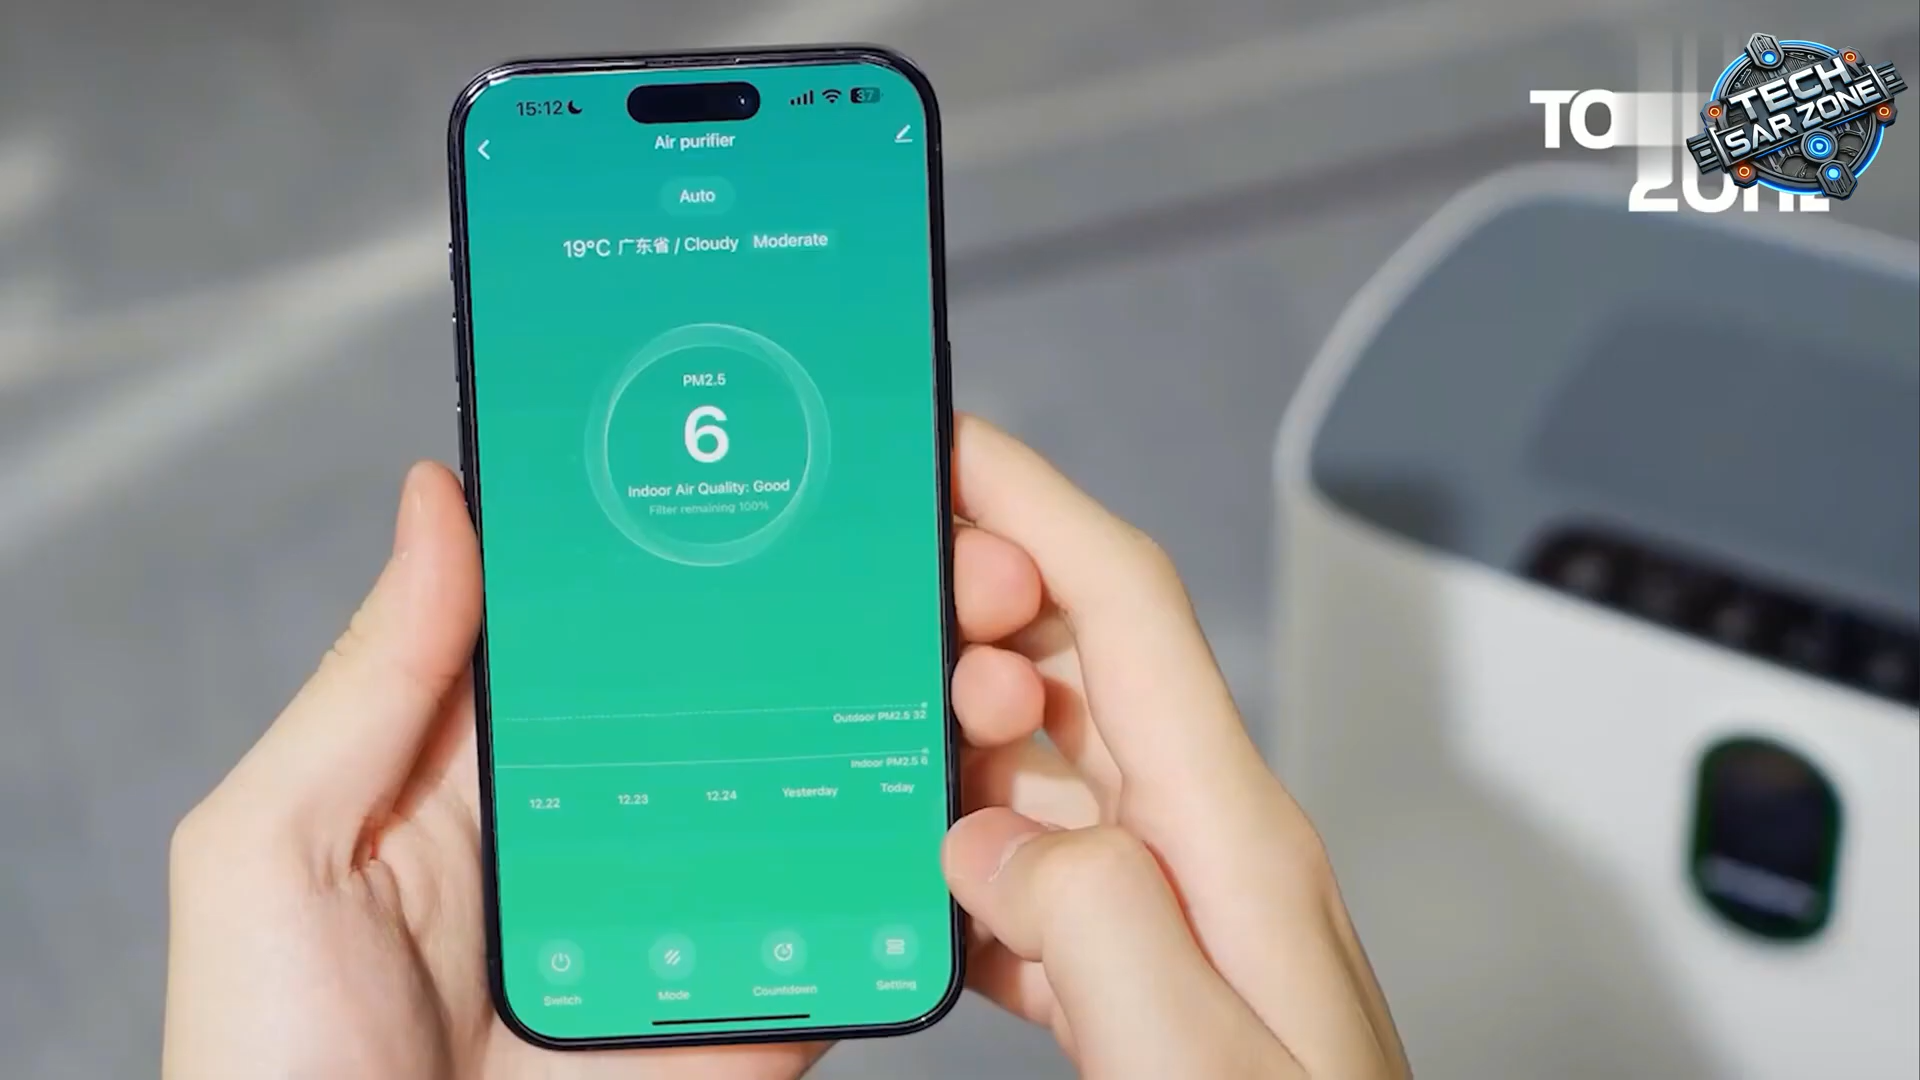 15:12
37
Air purifier
Auto
19°C 广东省 / Cloudy Moderate
PM2.5
6
Indoor Air Quality: Good
Filter remaining 100%
Outdoor PM2.5 32
Indoor PM2.5 6
12.22 12.23 12.24 Yesterday Today
Switch Mode Countdown Setting
TECH
SAR ZONE